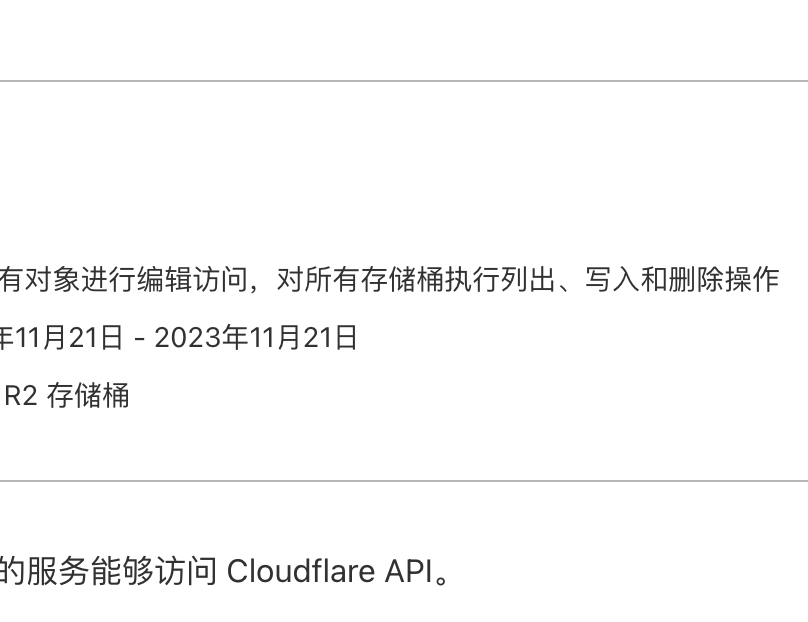 有对象进行编辑访问，对所有存储桶执行列出、写入和删除操作
年11月21日 - 2023年11月21日
R2 存储桶
的服务能够访问 Cloudflare API。